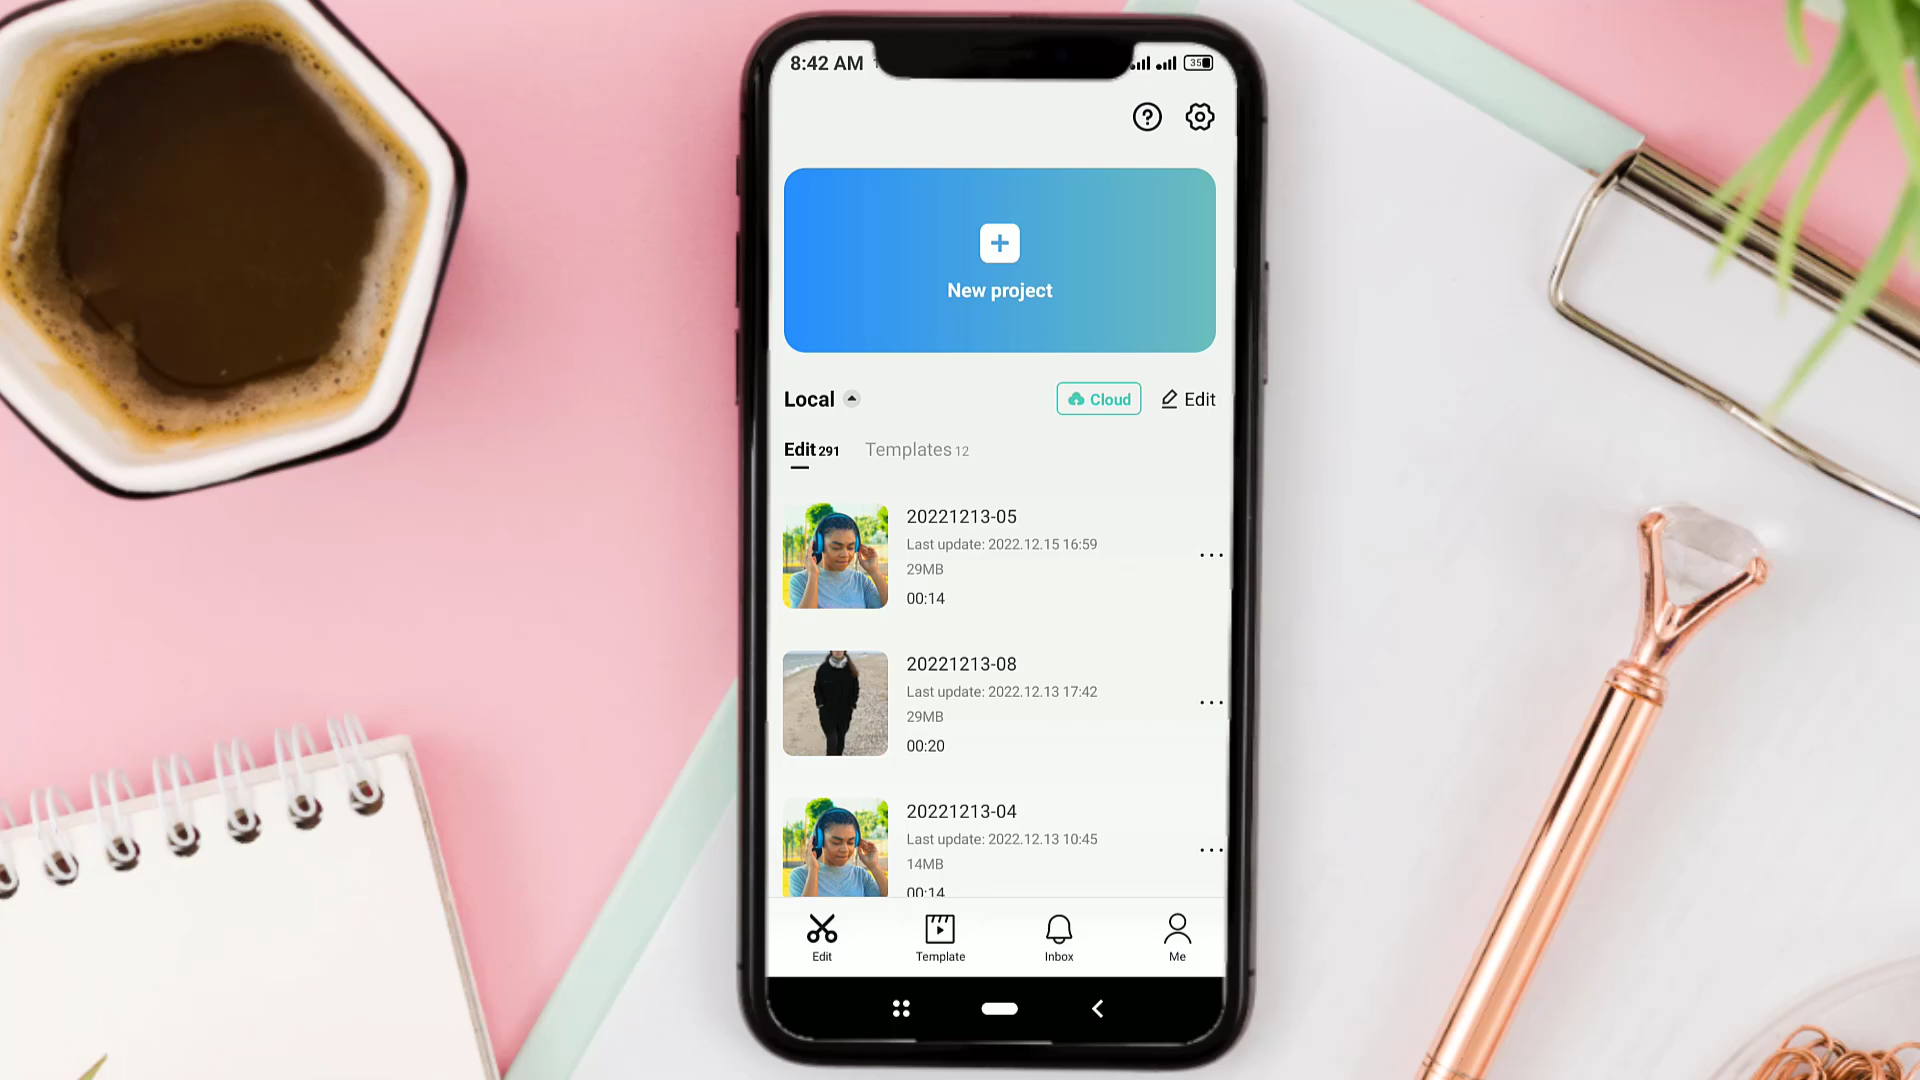 8:42 AM
35
New project
Local
Cloud
Edit
Edit 291
Templates 12
20221213-05
Last update: 2022.12.15 16:59
29MB
00:14
20221213-08
Last update: 2022.12.13 17:42
29MB
00:20
20221213-04
Last update: 2022.12.13 10:45
14MB
00:14
Edit
Template
Inbox
Me